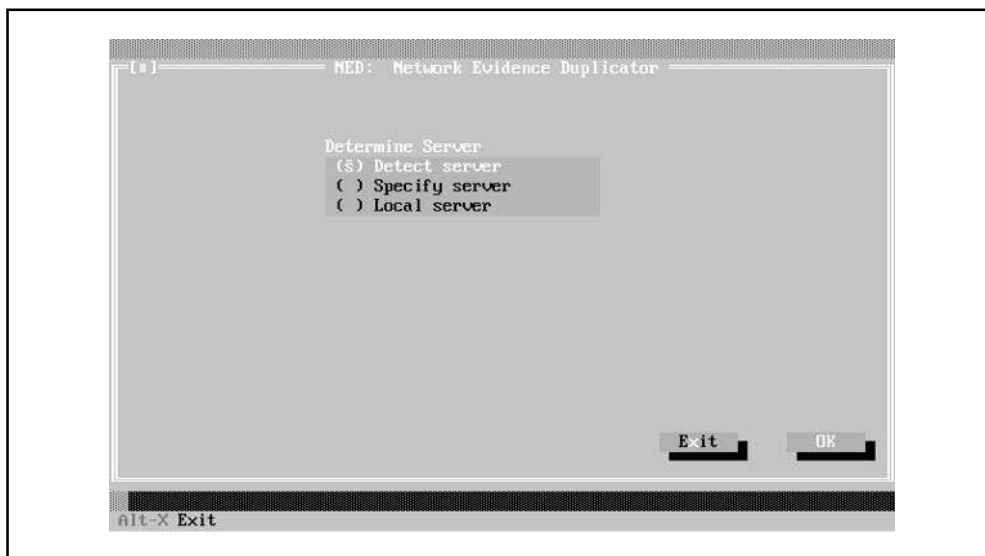 [■] NED: Network Evidence Duplicator
Determine Server
(š) Detect server
( ) Specify server
( ) Local server
Exit OK
Alt-X Exit